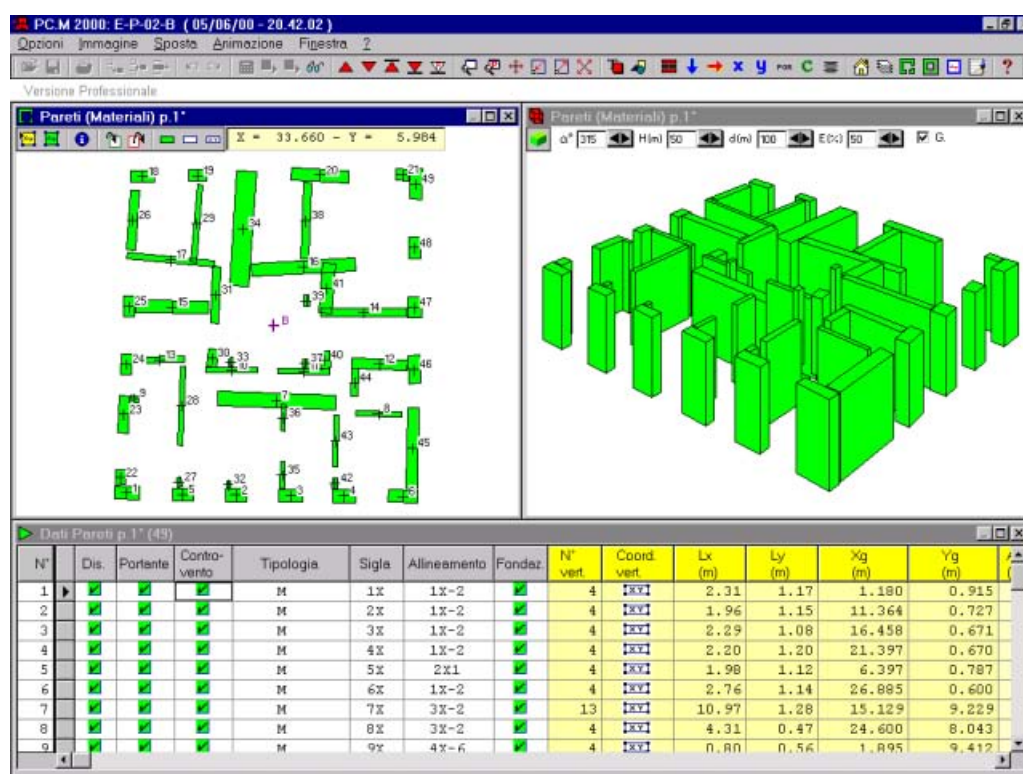 PC.M 2000: E-P-02-B ( 05/06/00 - 20.42.02 )
Opzioni Immagine Sposta Animazione Finestra ?
Versione Professionale
Pareti (Materiali) p.1°
X = 33.660 - Y = 5.984
18 19 20 21 49
26 29 34 38 48
17 16
31 41
25 15 39 14 47
B
24 13 30 33 10 37 11 40 12 46
44
9 23 28 7 36 8
43 45
22 27 32 35 42
1 5 2 3 4 6
Pareti (Materiali) p.1°
α° 315 H(m) 50 d(m) 100 E(%) 50 G.
Dati Pareti p.1° (49)
N° Dis. Portante Contro-vento Tipologia Sigla Allineamento Fondaz. N° vert. Coord. vert. Lx (m) Ly (m) Xg (m) Yg (m)
1 M 1X 1X-2 4 XY 2.31 1.17 1.180 0.915
2 M 2X 1X-2 4 XY 1.96 1.15 11.364 0.727
3 M 3X 1X-2 4 XY 2.29 1.08 16.458 0.671
4 M 4X 1X-2 4 XY 2.20 1.20 21.397 0.670
5 M 5X 2X1 4 XY 1.98 1.12 6.397 0.787
6 M 6X 1X-2 4 XY 2.76 1.14 26.885 0.600
7 M 7X 3X-2 13 XY 10.97 1.28 15.129 9.229
8 M 8X 3X-2 4 XY 4.31 0.47 24.600 8.043
9 M 9X 4X-6 4 XY 0.80 0.56 1.895 9.412